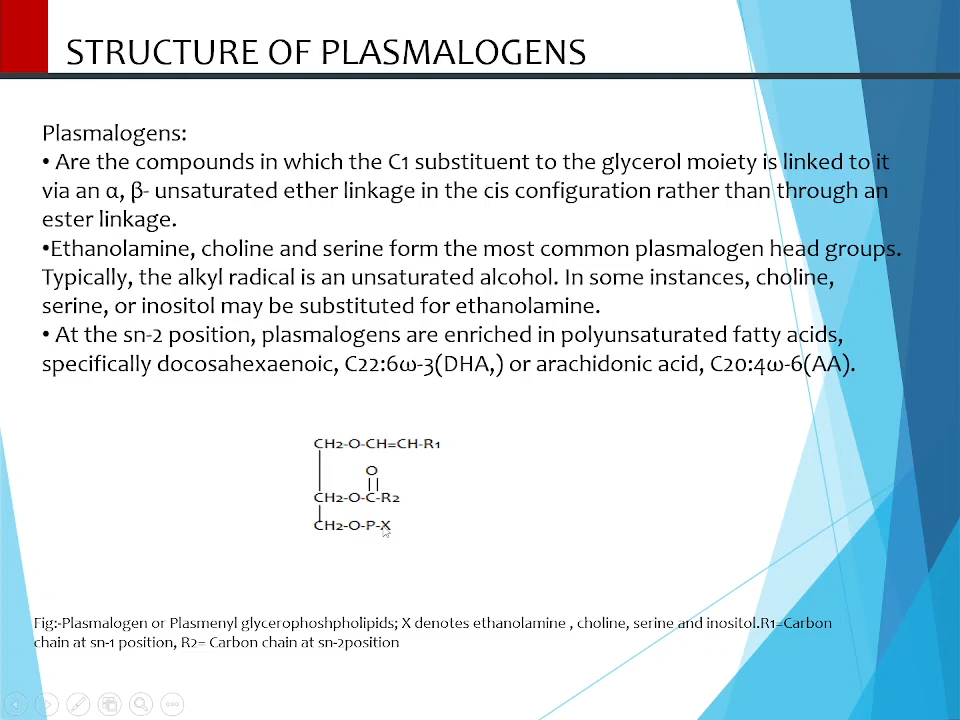 STRUCTURE OF PLASMALOGENS
Plasmalogens:
• Are the compounds in which the C1 substituent to the glycerol moiety is linked to it
via an α, β- unsaturated ether linkage in the cis configuration rather than through an
ester linkage.
•Ethanolamine, choline and serine form the most common plasmalogen head groups.
Typically, the alkyl radical is an unsaturated alcohol. In some instances, choline,
serine, or inositol may be substituted for ethanolamine.
• At the sn-2 position, plasmalogens are enriched in polyunsaturated fatty acids,
specifically docosahexaenoic, C22:6ω-3(DHA,) or arachidonic acid, C20:4ω-6(AA).
CH2-O-CH=CH-R1
O
CH2-O-C-R2
CH2-O-P-X
Fig:-Plasmalogen or Plasmenyl glycerophoshpholipids; X denotes ethanolamine , choline, serine and inositol.R1=Carbon
chain at sn-1 position, R2= Carbon chain at sn-2position